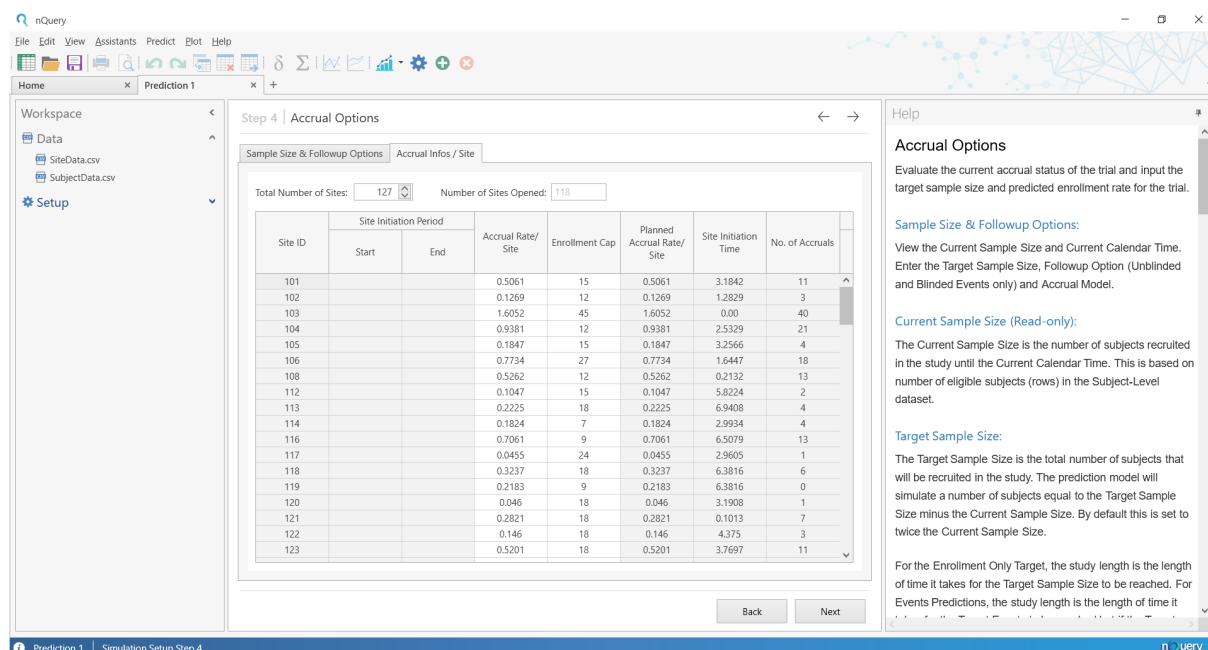 nQuery
File Edit View Assistants Predict Plot Help
Home × Prediction 1 × +
Workspace
Data
SiteData.csv
SubjectData.csv
Setup
Step 4 | Accrual Options
Sample Size & Followup Options Accrual Infos / Site
Total Number of Sites: 127 Number of Sites Opened: 118
Site ID Site Initiation Period Start End Accrual Rate/ Site Enrollment Cap Planned Accrual Rate/ Site Site Initiation Time No. of Accruals
101 0.5061 15 0.5061 3.1842 11
102 0.1269 12 0.1269 1.2829 3
103 1.6052 45 1.6052 0.00 40
104 0.9381 12 0.9381 2.5329 21
105 0.1847 15 0.1847 3.2566 4
106 0.7734 27 0.7734 1.6447 18
108 0.5262 12 0.5262 0.2132 13
112 0.1047 15 0.1047 5.8224 2
113 0.2225 18 0.2225 6.9408 4
114 0.1824 7 0.1824 2.9934 4
116 0.7061 9 0.7061 6.5079 13
117 0.0455 24 0.0455 2.9605 1
118 0.3237 18 0.3237 6.3816 6
119 0.2183 9 0.2183 6.3816 0
120 0.046 18 0.046 3.1908 1
121 0.2821 18 0.2821 0.1013 7
122 0.146 18 0.146 4.375 3
123 0.5201 18 0.5201 3.7697 11
Back Next
Help
Accrual Options
Evaluate the current accrual status of the trial and input the
target sample size and predicted enrollment rate for the trial.
Sample Size & Followup Options:
View the Current Sample Size and Current Calendar Time.
Enter the Target Sample Size, Followup Option (Unblinded
and Blinded Events only) and Accrual Model.
Current Sample Size (Read-only):
The Current Sample Size is the number of subjects recruited
in the study until the Current Calendar Time. This is based on
number of eligible subjects (rows) in the Subject-Level
dataset.
Target Sample Size:
The Target Sample Size is the total number of subjects that
will be recruited in the study. The prediction model will
simulate a number of subjects equal to the Target Sample
Size minus the Current Sample Size. By default this is set to
twice the Current Sample Size.
For the Enrollment Only Target, the study length is the length
of time it takes for the Target Sample Size to be reached. For
Events Predictions, the study length is the length of time it
Prediction 1 | Simulation Setup Step 4
nQuery